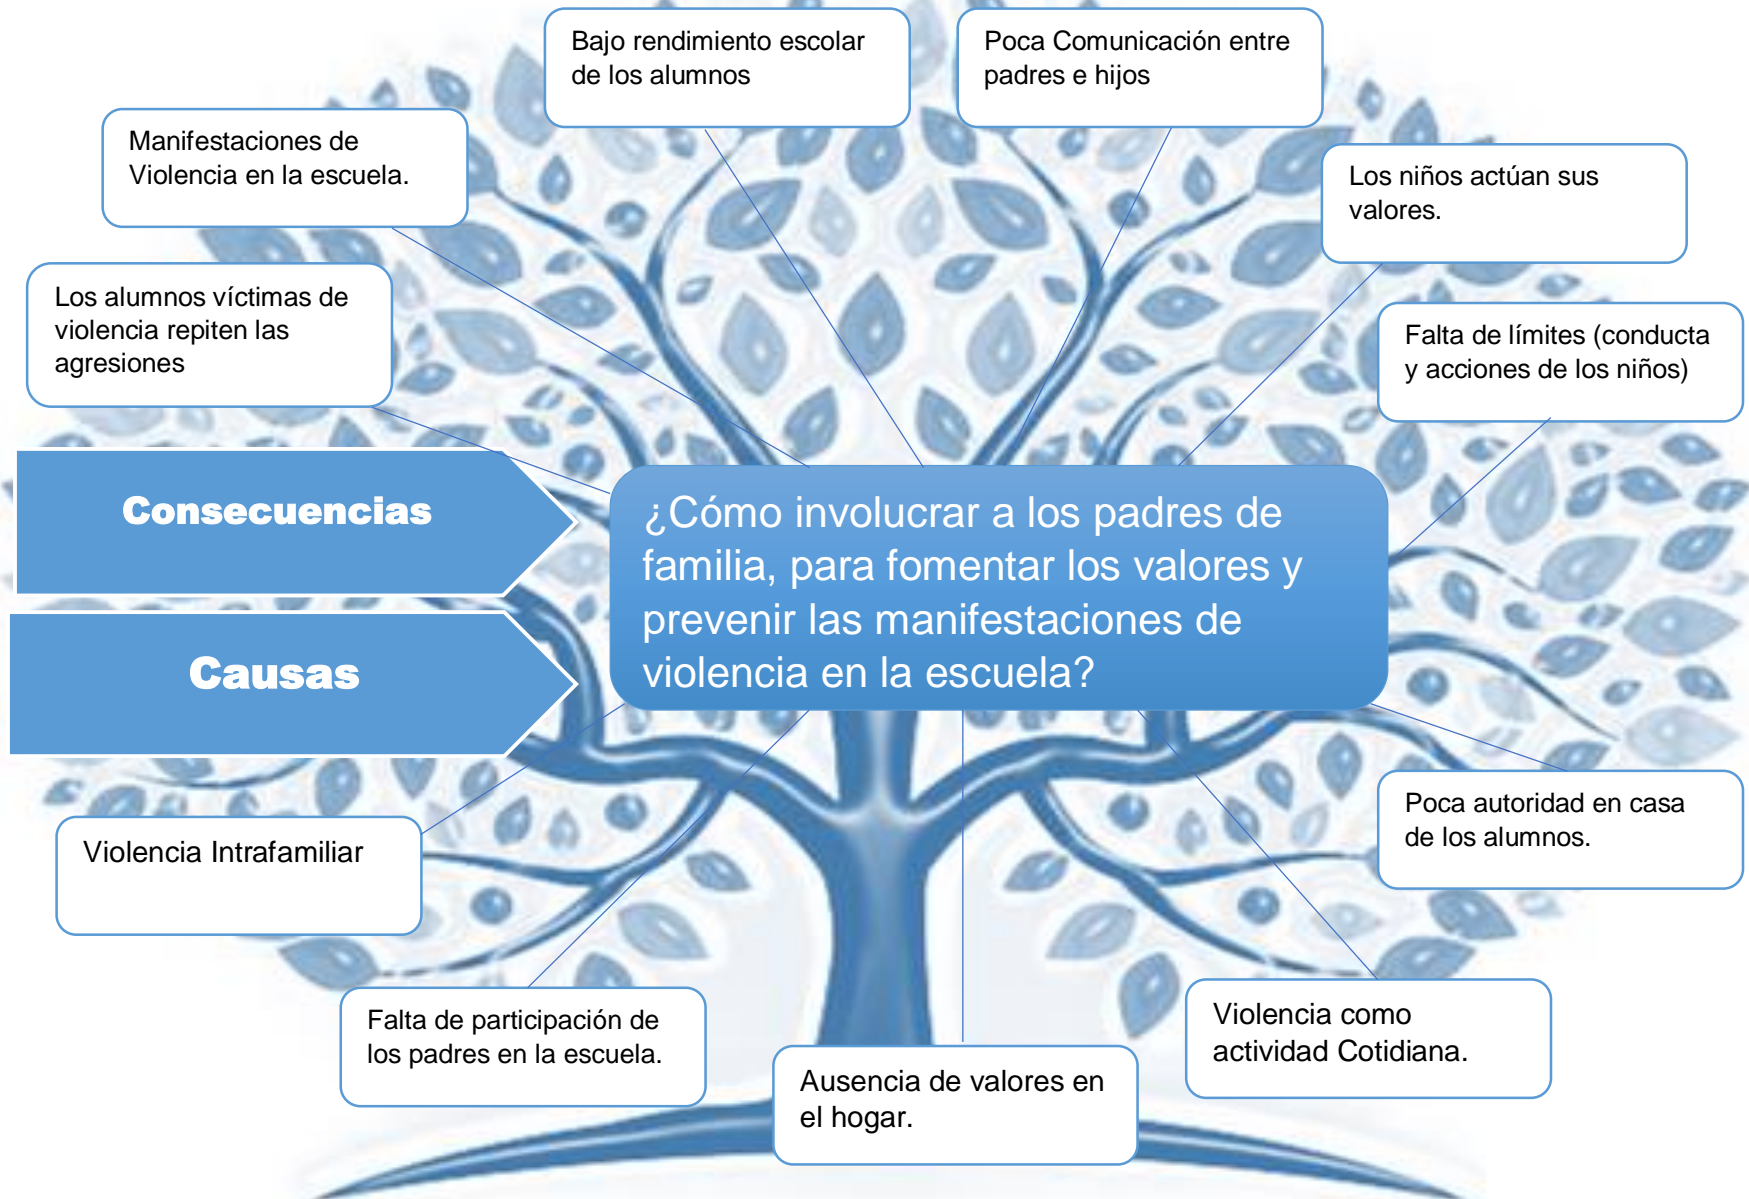 Bajo rendimiento escolar
de los alumnos
Poca Comunicación entre
padres e hijos
Manifestaciones de
Violencia en la escuela.
Los niños actúan sus
valores.
Los alumnos víctimas de
violencia repiten las
agresiones
Falta de límites (conducta
y acciones de los niños)
Consecuencias
¿Cómo involucrar a los padres de
familia, para fomentar los valores y
prevenir las manifestaciones de
violencia en la escuela?
Causas
Poca autoridad en casa
de los alumnos.
Violencia Intrafamiliar
Falta de participación de
los padres en la escuela.
Violencia como
actividad Cotidiana.
Ausencia de valores en
el hogar.